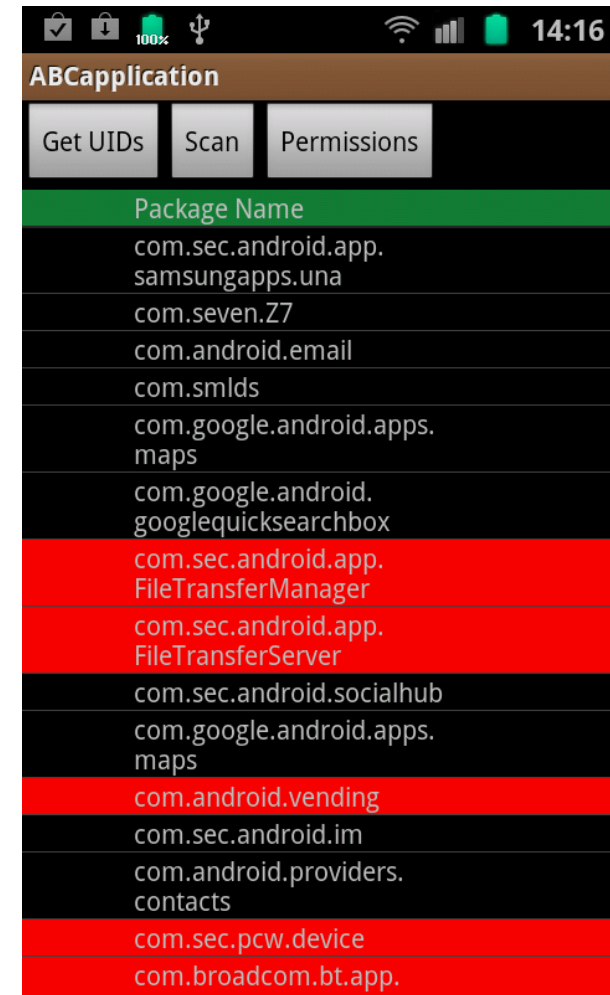 100%
14:16
ABCapplication
Get UIDs Scan Permissions
Package Name
com.sec.android.app.
samsungapps.una
com.seven.Z7
com.android.email
com.smlds
com.google.android.apps.
maps
com.google.android.
googlequicksearchbox
com.sec.android.app.
FileTransferManager
com.sec.android.app.
FileTransferServer
com.sec.android.socialhub
com.google.android.apps.
maps
com.android.vending
com.sec.android.im
com.android.providers.
contacts
com.sec.pcw.device
com.broadcom.bt.app.